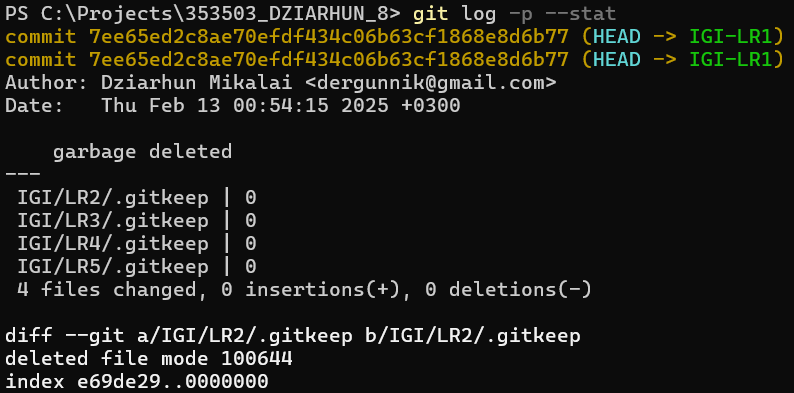 PS C:\Projects\353503_DZIARHUN_8> git log -p --stat
commit 7ee65ed2c8ae70efdf434c06b63cf1868e8d6b77 (HEAD -> IGI-LR1)
commit 7ee65ed2c8ae70efdf434c06b63cf1868e8d6b77 (HEAD -> IGI-LR1)
Author: Dziarhun Mikalai <dergunnik@gmail.com>
Date:   Thu Feb 13 00:54:15 2025 +0300

    garbage deleted
---
 IGI/LR2/.gitkeep | 0
 IGI/LR3/.gitkeep | 0
 IGI/LR4/.gitkeep | 0
 IGI/LR5/.gitkeep | 0
 4 files changed, 0 insertions(+), 0 deletions(-)

diff --git a/IGI/LR2/.gitkeep b/IGI/LR2/.gitkeep
deleted file mode 100644
index e69de29..0000000